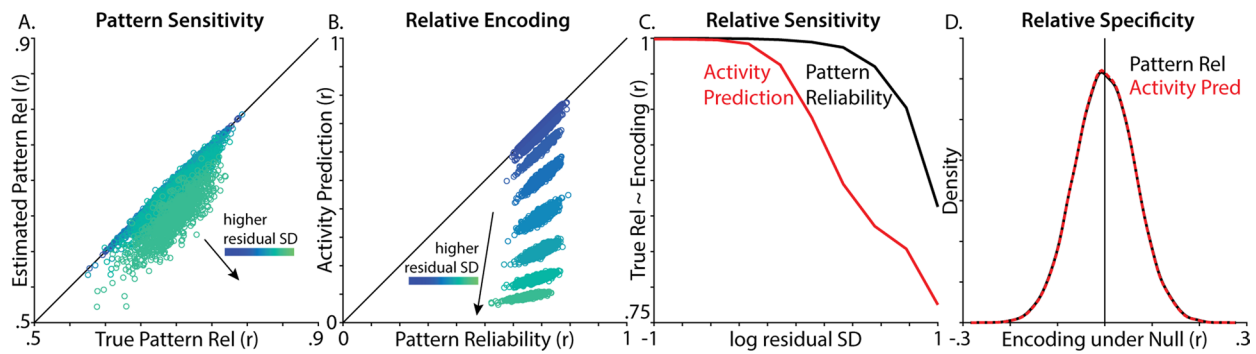 A. Pattern Sensitivity
.9
Estimated Pattern Rel (r)
higher
residual SD
.5
.5 True Pattern Rel (r) .9
B. Relative Encoding
1
Activity Prediction (r)
higher
residual SD
0
0 Pattern Reliability (r) 1
C. Relative Sensitivity
1
True Rel ~ Encoding (r)
Activity
Prediction
Pattern
Reliability
.75
-1 log residual SD 1
D. Relative Specificity
Density
Pattern Rel
Activity Pred
-.3 Encoding under Null (r) .3